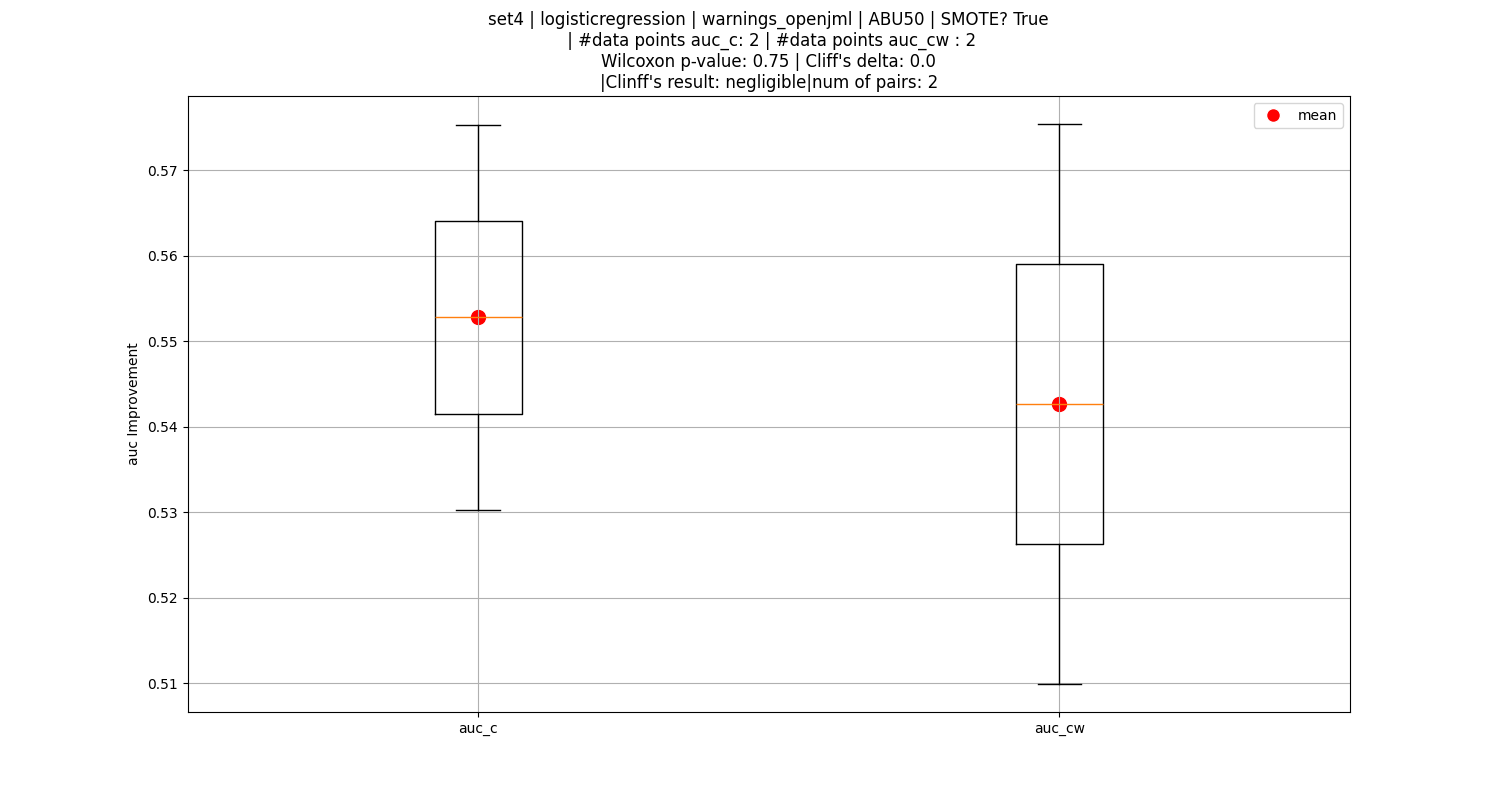 set4 | logisticregression | warnings_openjml | ABU50 | SMOTE? True
| #data points auc_c: 2 | #data points auc_cw : 2
Wilcoxon p-value: 0.75 | Cliff's delta: 0.0
|Clinff's result: negligible|num of pairs: 2
mean
0.57
0.56
0.55
0.54
0.53
0.52
0.51
auc Improvement
auc_c
auc_cw